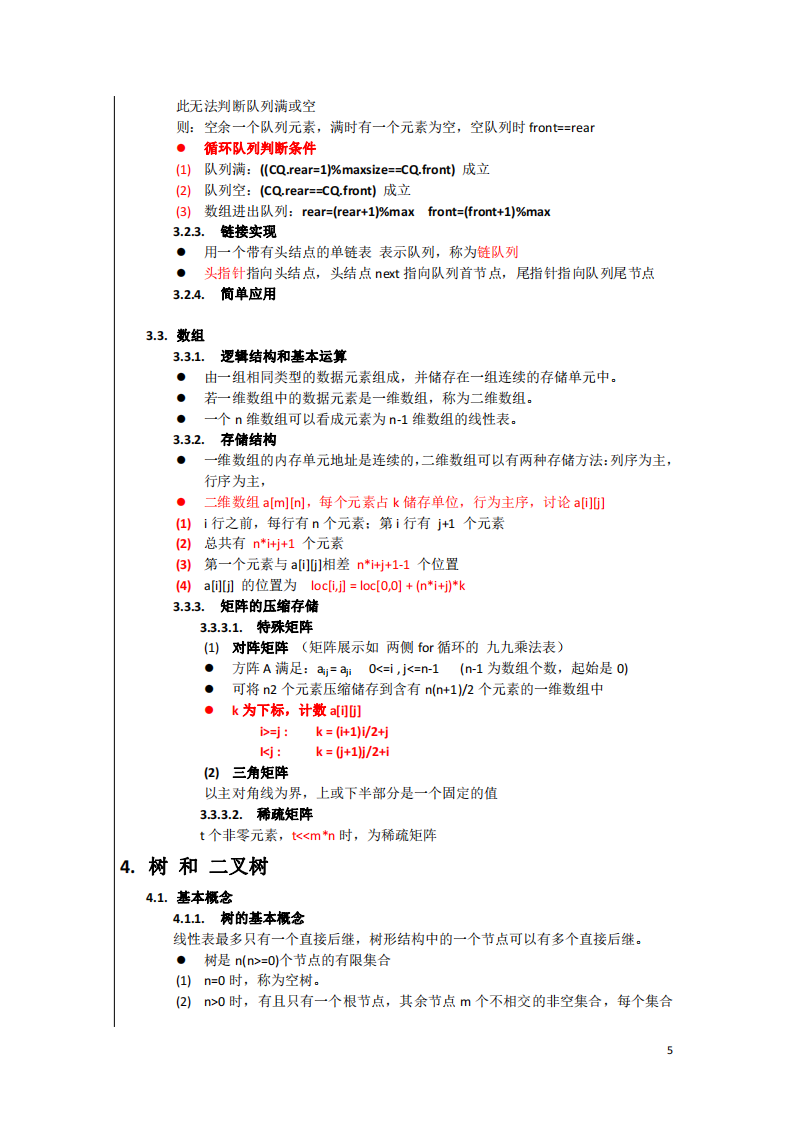 此无法判断队列满或空
则：空余一个队列元素，满时有一个元素为空，空队列时 front==rear
● 循环队列判断条件
(1) 队列满：((CQ.rear=1)%maxsize==CQ.front) 成立
(2) 队列空：(CQ.rear==CQ.front) 成立
(3) 数组进出队列：rear=(rear+1)%max front=(front+1)%max
3.2.3. 链接实现
● 用一个带有头结点的单链表 表示队列，称为链队列
● 头指针指向头结点，头结点 next 指向队列首节点，尾指针指向队列尾节点
3.2.4. 简单应用
3.3. 数组
3.3.1. 逻辑结构和基本运算
● 由一组相同类型的数据元素组成，并储存在一组连续的存储单元中。
● 若一维数组中的数据元素是一维数组，称为二维数组。
● 一个 n 维数组可以看成元素为 n-1 维数组的线性表。
3.3.2. 存储结构
● 一维数组的内存单元地址是连续的，二维数组可以有两种存储方法：列序为主，
行序为主，
● 二维数组 a[m][n]，每个元素占 k 储存单位，行为主序，讨论 a[i][j]
(1) i 行之前，每行有 n 个元素；第 i 行有 j+1 个元素
(2) 总共有 n*i+j+1 个元素
(3) 第一个元素与 a[i][j]相差 n*i+j+1-1 个位置
(4) a[i][j] 的位置为 loc[i,j] = loc[0,0] + (n*i+j)*k
3.3.3. 矩阵的压缩存储
3.3.3.1. 特殊矩阵
(1) 对阵矩阵 （矩阵展示如 两侧 for 循环的 九九乘法表）
● 方阵 A 满足：aij = aji 0<=i , j<=n-1 (n-1 为数组个数，起始是 0)
● 可将 n2 个元素压缩储存到含有 n(n+1)/2 个元素的一维数组中
● k 为下标，计数 a[i][j]
i>=j : k = (i+1)i/2+j
I<j : k = (j+1)j/2+i
(2) 三角矩阵
以主对角线为界，上或下半部分是一个固定的值
3.3.3.2. 稀疏矩阵
t 个非零元素，t<<m*n 时，为稀疏矩阵
4. 树 和 二叉树
4.1. 基本概念
4.1.1. 树的基本概念
线性表最多只有一个直接后继，树形结构中的一个节点可以有多个直接后继。
● 树是 n(n>=0)个节点的有限集合
(1) n=0 时，称为空树。
(2) n>0 时，有且只有一个根节点，其余节点 m 个不相交的非空集合，每个集合
5